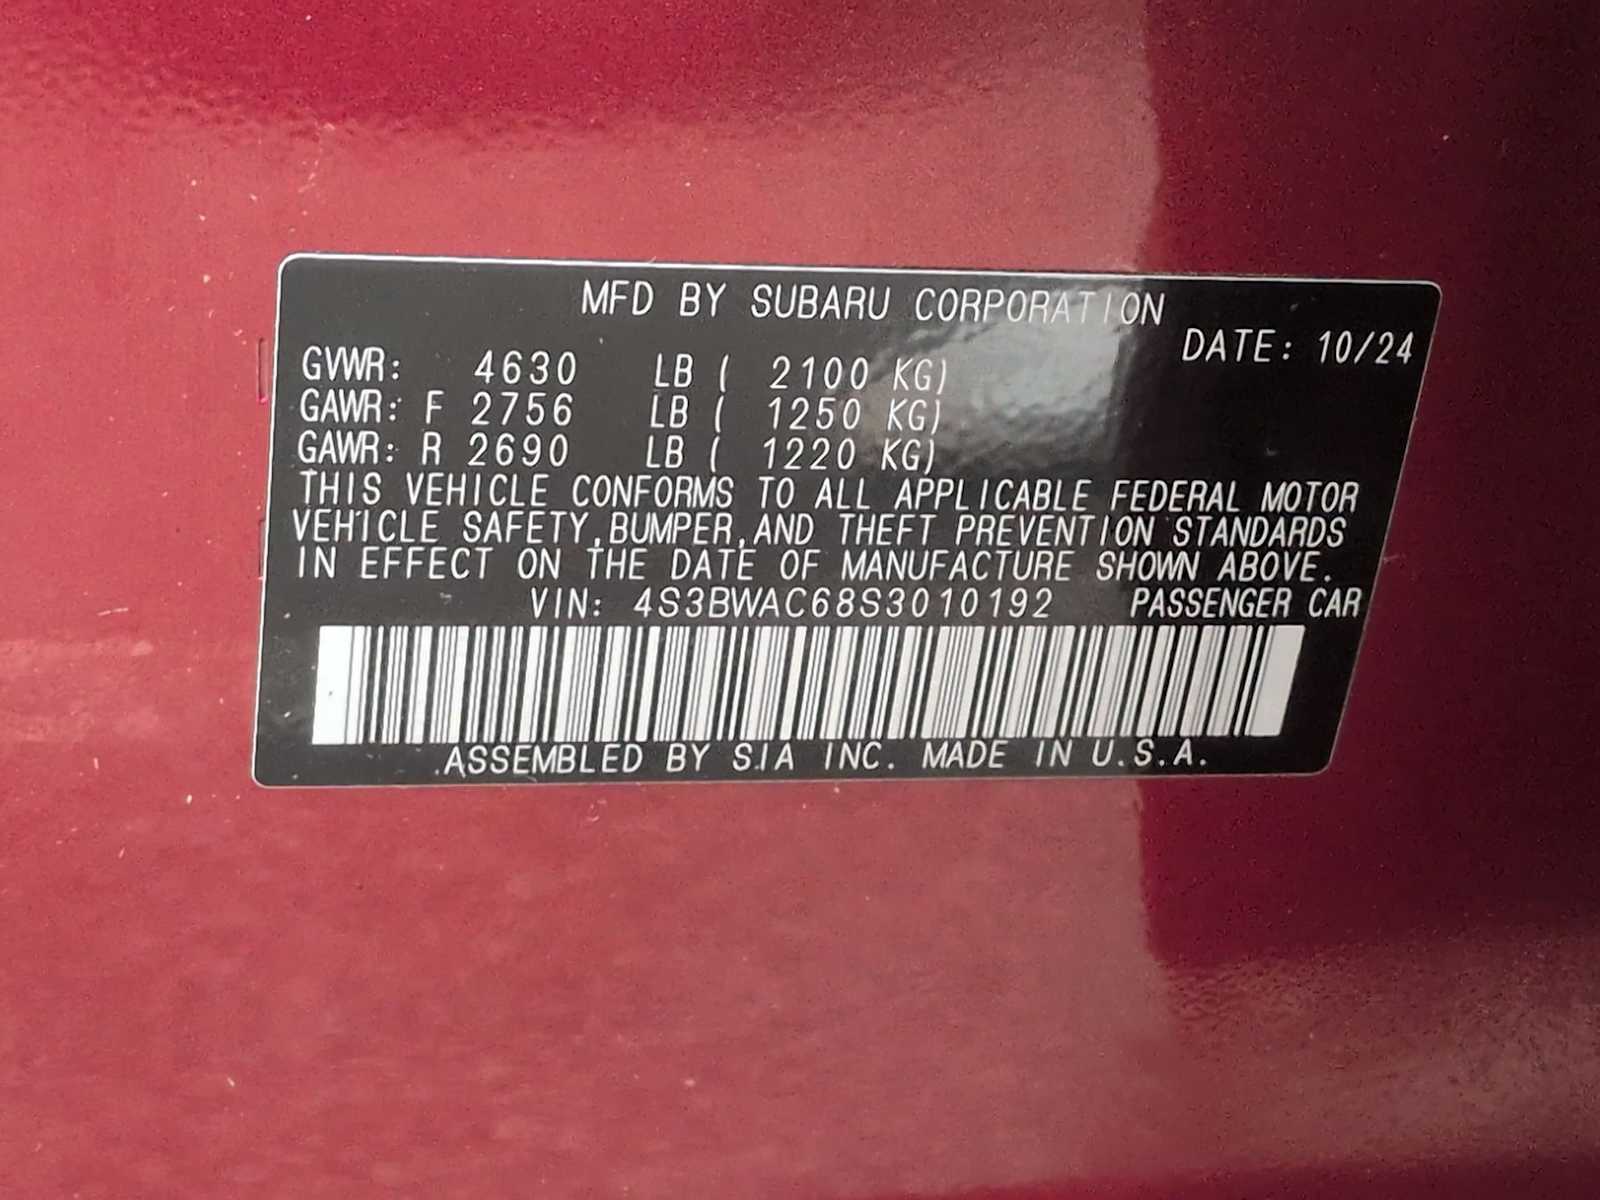 MFD BY SUBARU CORPORATION
DATE: 10/24
GVWR: 4630 LB ( 2100 KG)
GAWR: F 2756 LB ( 1250 KG)
GAWR: R 2690 LB ( 1220 KG)
THIS VEHICLE CONFORMS TO ALL APPLICABLE FEDERAL MOTOR
VEHICLE SAFETY,BUMPER,AND THEFT PREVENTION STANDARDS
IN EFFECT ON THE DATE OF MANUFACTURE SHOWN ABOVE.
VIN: 4S3BWAC68S3010192 PASSENGER CAR
ASSEMBLED BY S.I.A INC. MADE IN U.S.A.